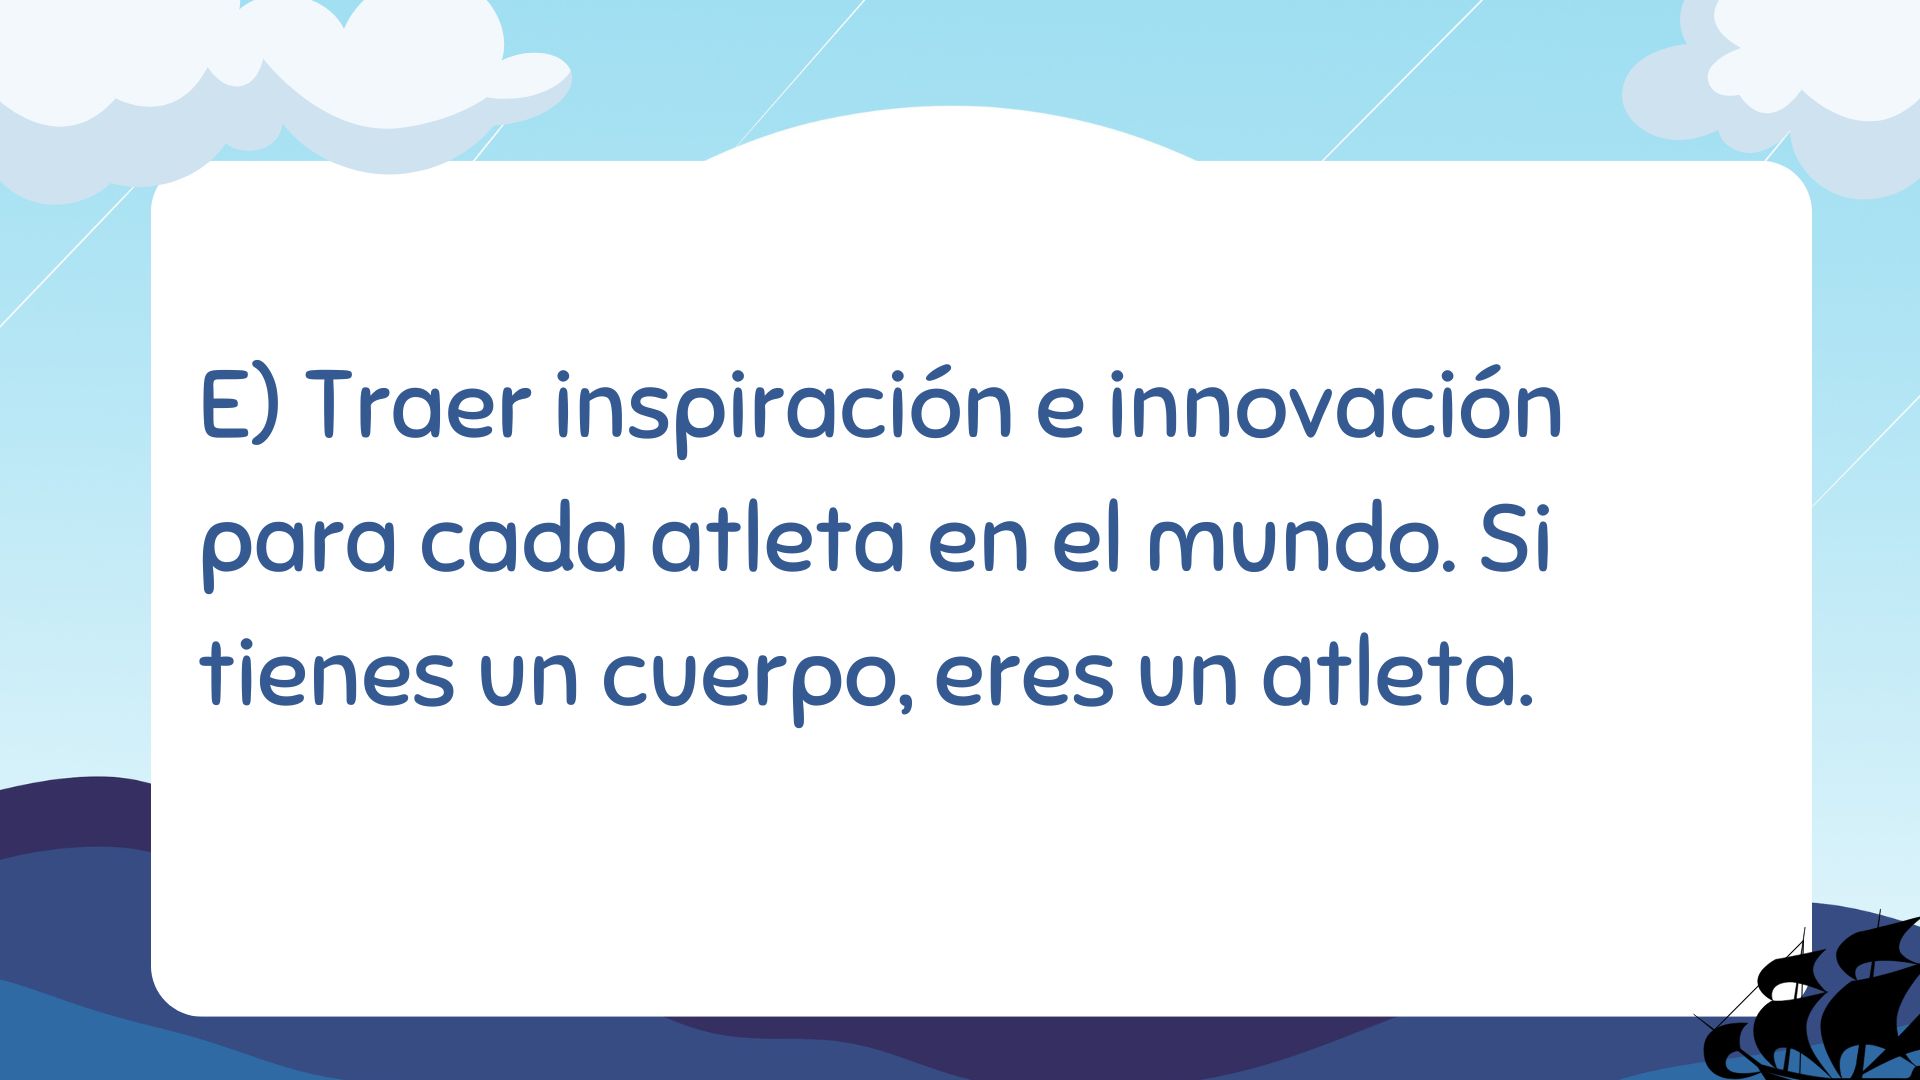 E) Traer inspiración e innovación
para cada atleta en el mundo. Si
tienes un cuerpo, eres un atleta.